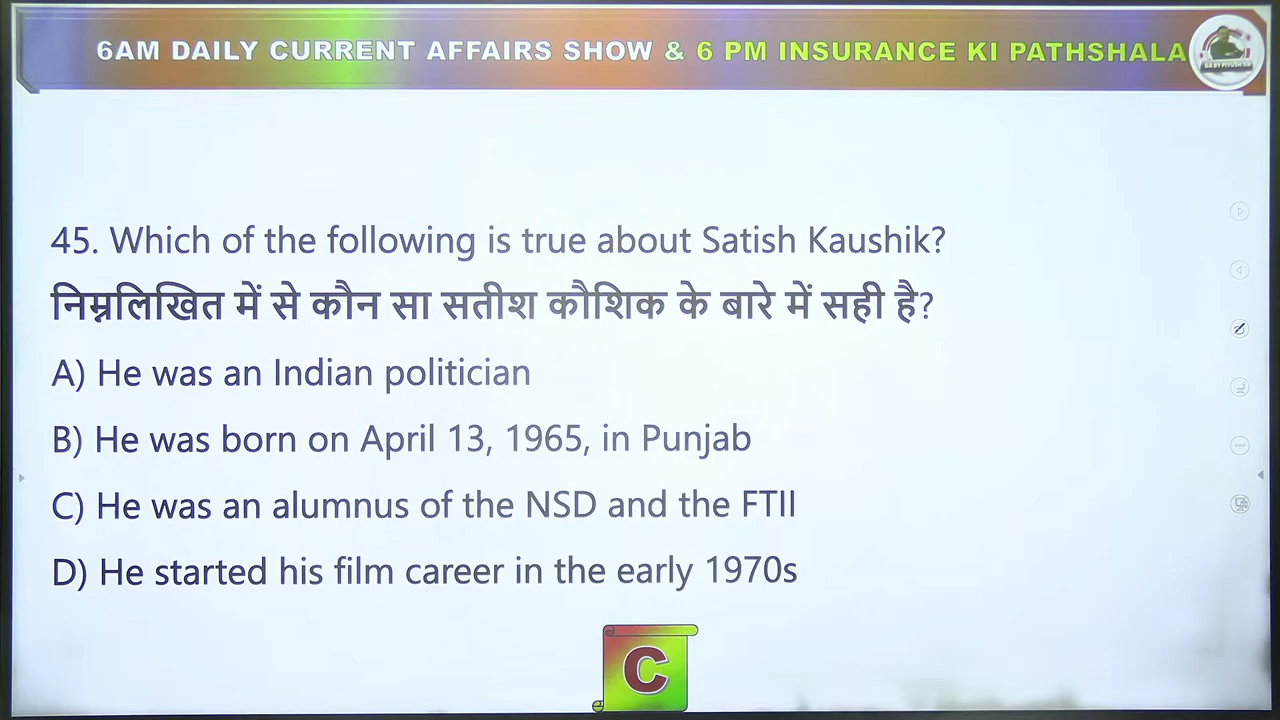 6AM DAILY CURRENT AFFAIRS SHOW & 6 PM INSURANCE KI PATHSHALA
45. Which of the following is true about Satish Kaushik?
निम्नलिखित में से कौन सा सतीश कौशिक के बारे में सही है?
A) He was an Indian politician
B) He was born on April 13, 1965, in Punjab
C) He was an alumnus of the NSD and the FTII
D) He started his film career in the early 1970s
C